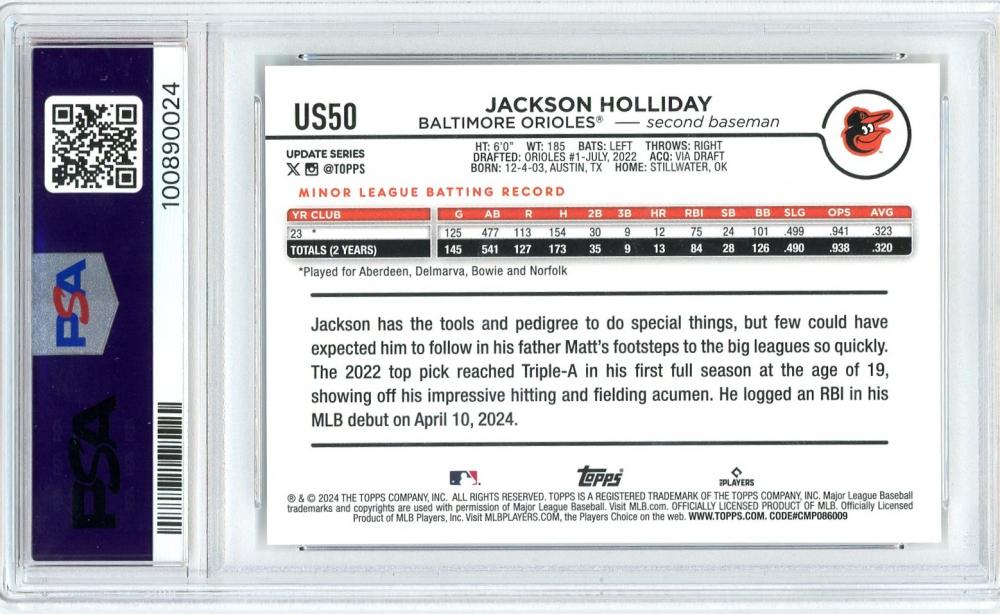 PSA
PSA
100890024
US50
JACKSON HOLLIDAY
BALTIMORE ORIOLES® — second baseman
UPDATE SERIES
@TOPPS
HT: 6'0" WT: 185 BATS: LEFT THROWS: RIGHT
DRAFTED: ORIOLES #1-JULY, 2022 ACQ: VIA DRAFT
BORN: 12-4-03, AUSTIN, TX HOME: STILLWATER, OK
MINOR LEAGUE BATTING RECORD
YR CLUB G AB R H 2B 3B HR RBI SB BB SLG OPS AVG
23 * 125 477 113 154 30 9 12 75 24 101 .499 .941 .323
TOTALS (2 YEARS) 145 541 127 173 35 9 13 84 28 126 .490 .938 .320
*Played for Aberdeen, Delmarva, Bowie and Norfolk
Jackson has the tools and pedigree to do special things, but few could have
expected him to follow in his father Matt's footsteps to the big leagues so quickly.
The 2022 top pick reached Triple-A in his first full season at the age of 19,
showing off his impressive hitting and fielding acumen. He logged an RBI in his
MLB debut on April 10, 2024.
Topps
PLAYERS
® & © 2024 THE TOPPS COMPANY, INC. ALL RIGHTS RESERVED. TOPPS IS A REGISTERED TRADEMARK OF THE TOPPS COMPANY, INC. Major League Baseball
trademarks and copyrights are used with permission of Major League Baseball. Visit MLB.com. OFFICIALLY LICENSED PRODUCT OF MLB. Officially Licensed
Product of MLB Players, Inc. Visit MLBPLAYERS.COM, the Players Choice on the web. WWW.TOPPS.COM. CODE#CMP086009